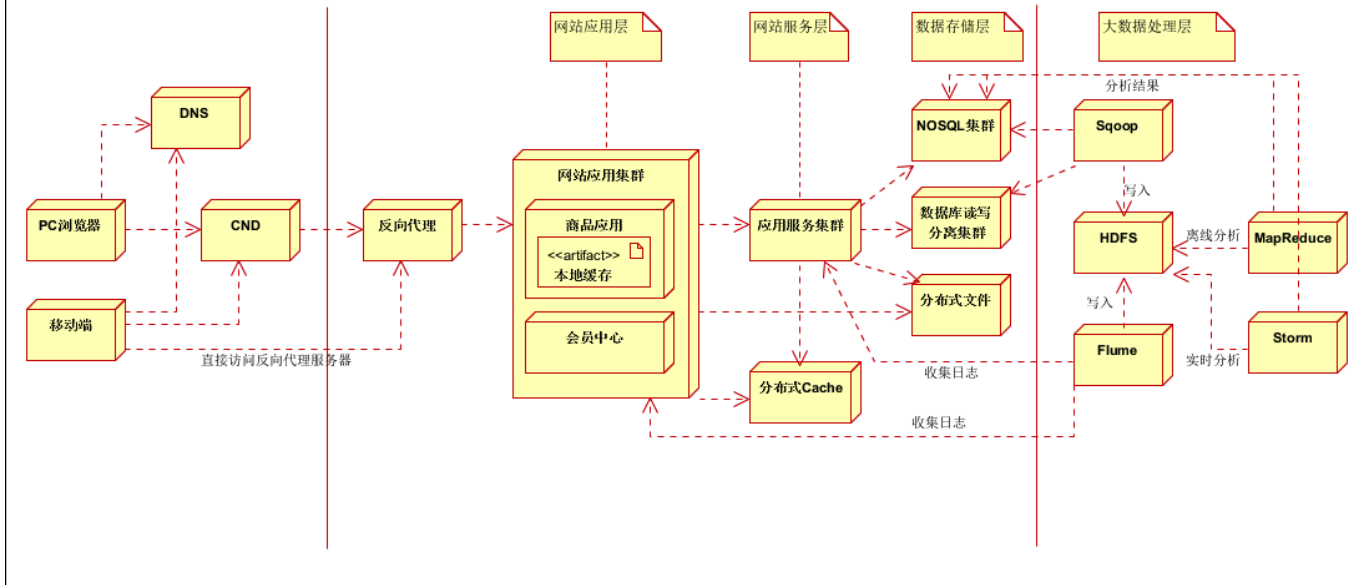 网站应用层
网站服务层
数据存储层
大数据处理层
分析结果
DNS
NOSQL集群
Sqoop
网站应用集群
写入
PC浏览器
CND
反向代理
商品应用
应用服务集群
数据库读写
分离集群
HDFS
离线分析
MapReduce
<<artifact>>
本地缓存
分布式文件
写入
移动端
会员中心
Flume
Storm
直接访问反向代理服务器
实时分析
收集日志
分布式Cache
收集日志